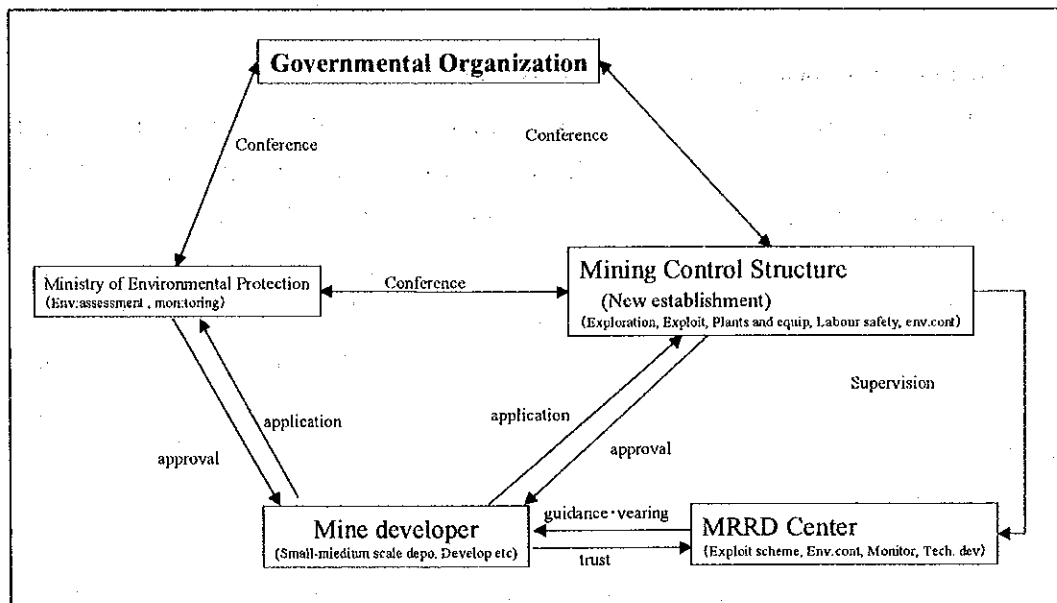 Governmental Organization
Conference
Conference
Ministry of Environmental Protection
(Env:assessment , monitoring)
Conference
Mining Control Structure
(New establishment)
(Exploration, Exploit, Plants and equip, Labour safety, env.cont)
Supervision
application
application
approval
approval
Mine developer
(Small-miedium scale depo, Develop etc)
guidance・vearing
trust
MRRD Center
(Exploit scheme, Env.cont, Monitor, Tech. dev)